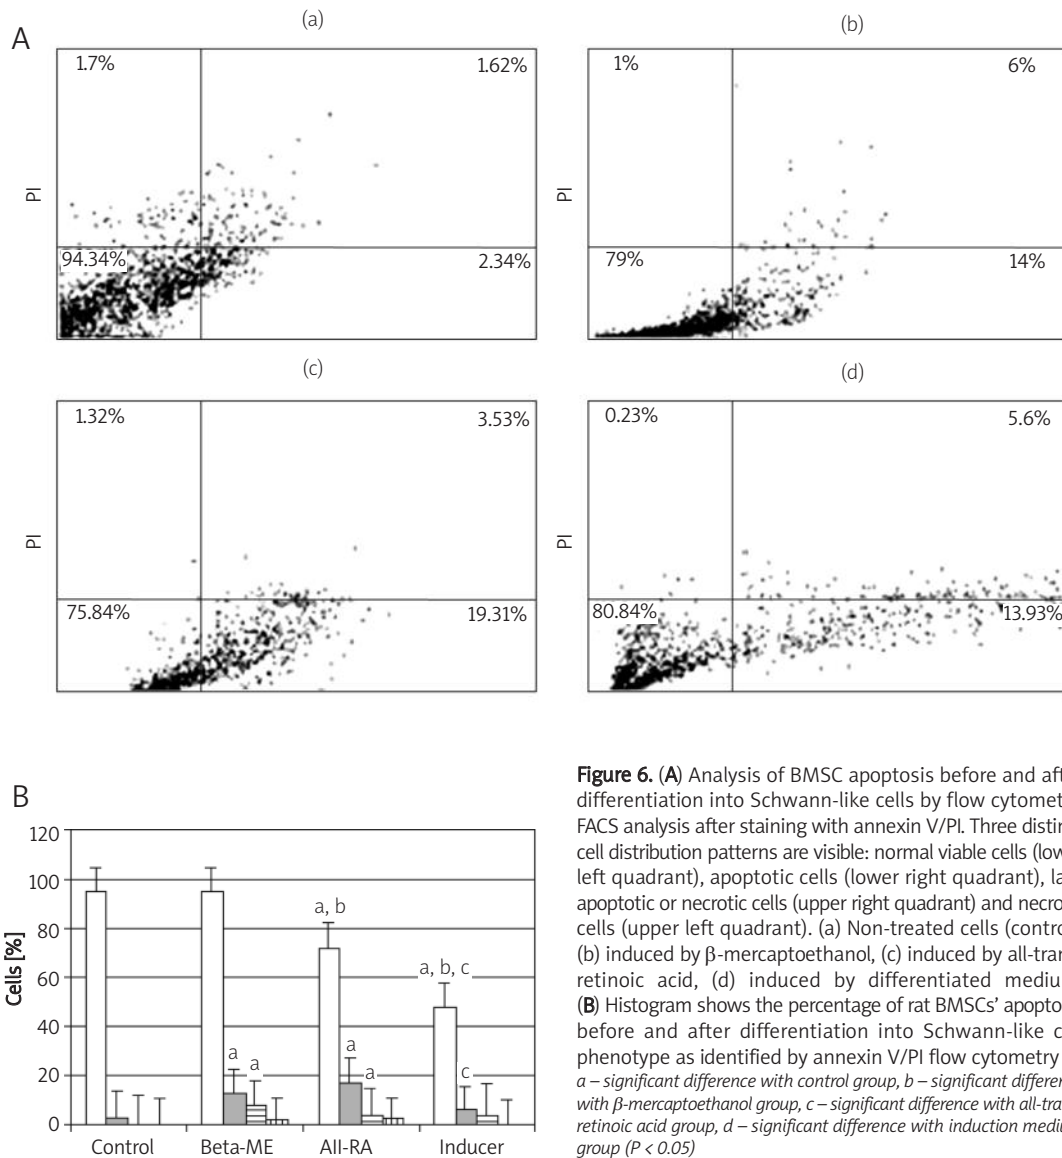 A
(a)
(b)
1.7%
1.62%
1%
6%
PI
PI
94.34%
2.34%
79%
14%
(c)
(d)
1.32%
3.53%
0.23%
5.6%
PI
PI
75.84%
19.31%
80.84%
13.93%
B
120
100
80
60
40
20
0
Cells [%]
a
a
a, b
a
a
a, b, c
c
Control
Beta-ME
All-RA
Inducer
Figure 6. (A) Analysis of BMSC apoptosis before and aft
differentiation into Schwann-like cells by flow cytomet
FACS analysis after staining with annexin V/PI. Three distin
cell distribution patterns are visible: normal viable cells (low
left quadrant), apoptotic cells (lower right quadrant), la
apoptotic or necrotic cells (upper right quadrant) and necro
cells (upper left quadrant). (a) Non-treated cells (contro
(b) induced by β-mercaptoethanol, (c) induced by all-tran
retinoic acid, (d) induced by differentiated mediu
(B) Histogram shows the percentage of rat BMSCs’ apopto
before and after differentiation into Schwann-like c
phenotype as identified by annexin V/PI flow cytometry
a – significant difference with control group, b – significant differen
with β-mercaptoethanol group, c – significant difference with all-tra
retinoic acid group, d – significant difference with induction mediu
group (P < 0.05)